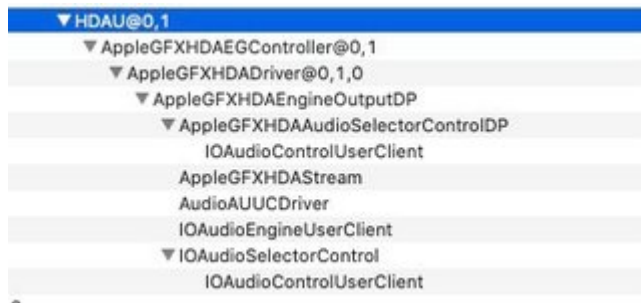 HDAU@0,1
AppleGFXHDAEGController@0,1
AppleGFXHDADriver@0,1,0
AppleGFXHDAEngineOutputDP
AppleGFXHDAAudioSelectorControlDP
IOAudioControlUserClient
AppleGFXHDAStream
AudioAUUCDriver
IOAudioEngineUserClient
IOAudioSelectorControl
IOAudioControlUserClient